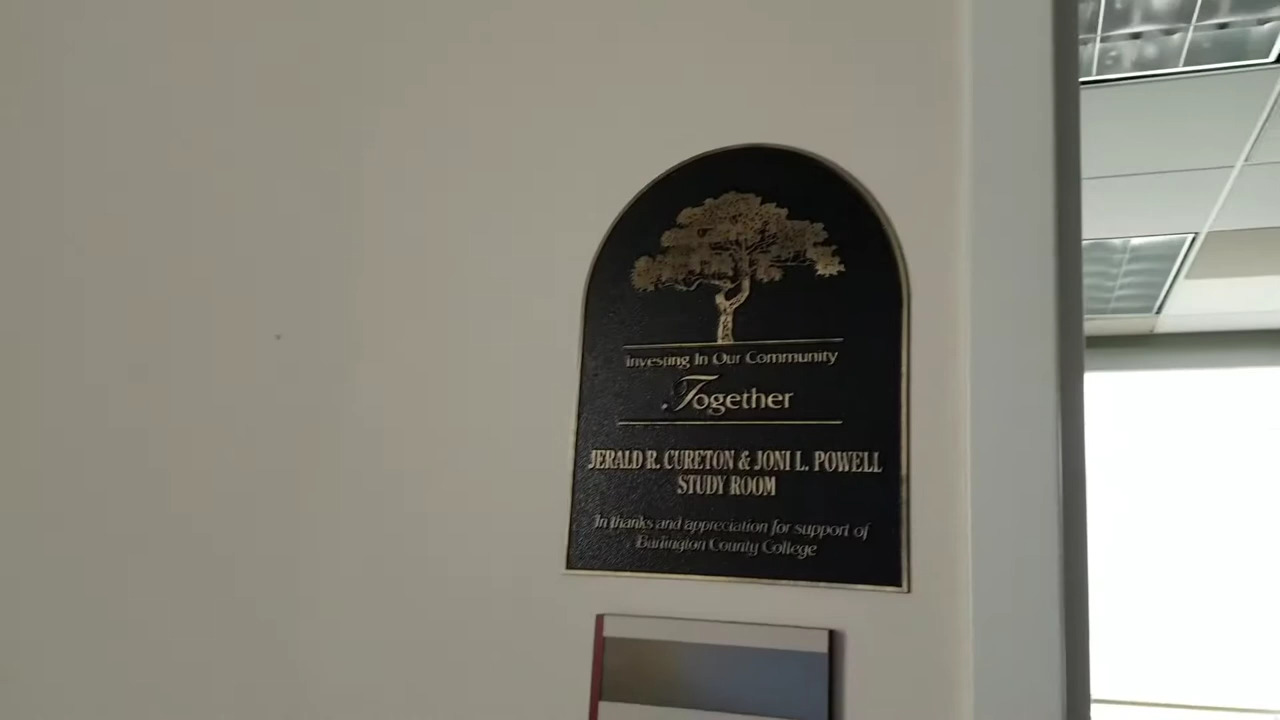 Investing In Our Community
Together
JERALD R. CURETON & JONI L. POWELL
STUDY ROOM
In thanks and appreciation for support of
Burlington County College